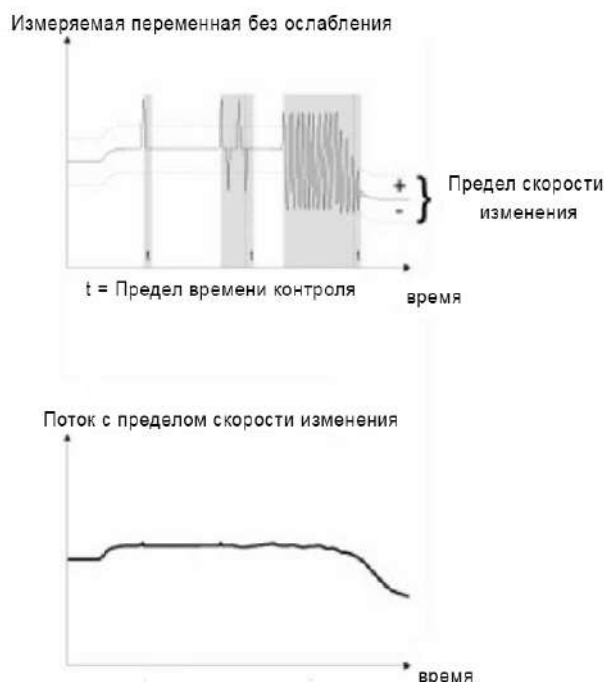 Измеряемая переменная без ослабления
+
-
Предел скорости
изменения
t
t
t
t = Предел времени контроля
время
Поток с пределом скорости изменения
время